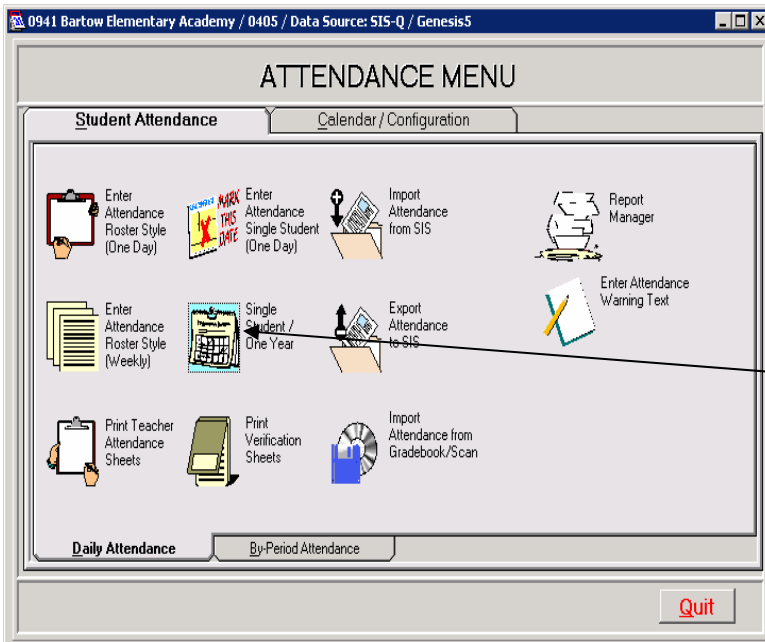 0941 Bartow Elementary Academy / 0405 / Data Source: SIS-Q / Genesis5
ATTENDANCE MENU
Student Attendance
Calendar / Configuration
Enter
Attendance
Roster Style
(One Day)
MARK
THIS
DATE
Enter
Attendance
Single Student
(One Day)
Import
Attendance
from SIS
Report
Manager
Enter
Attendance
Roster Style
(Weekly)
Single
Student /
One Year
Export
Attendance
to SIS
Enter Attendance
Warning Text
Print Teacher
Attendance
Sheets
Print
Verification
Sheets
Import
Attendance from
Gradebook/Scan
Daily Attendance
By-Period Attendance
Quit